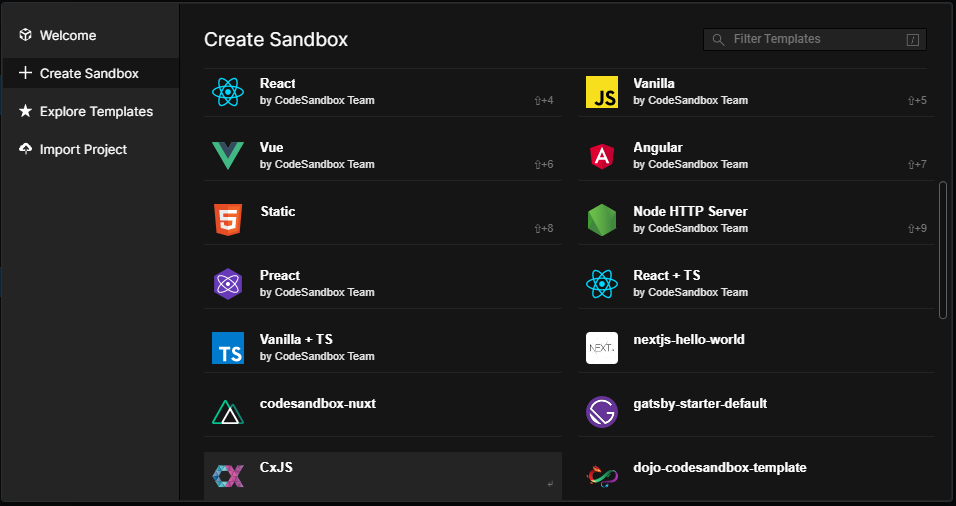 Welcome
Create Sandbox
Explore Templates
Import Project
Create Sandbox
Filter Templates
/
React
by CodeSandbox Team
⇧+4
JS
Vanilla
by CodeSandbox Team
⇧+5
Vue
by CodeSandbox Team
⇧+6
A
Angular
by CodeSandbox Team
⇧+7
5
Static
⇧+8
Node HTTP Server
by CodeSandbox Team
⇧+9
Preact
by CodeSandbox Team
React + TS
by CodeSandbox Team
TS
Vanilla + TS
by CodeSandbox Team
NEXT.
nextjs-hello-world
codesandbox-nuxt
G
gatsby-starter-default
CX
CxJS
↵
dojo-codesandbox-template